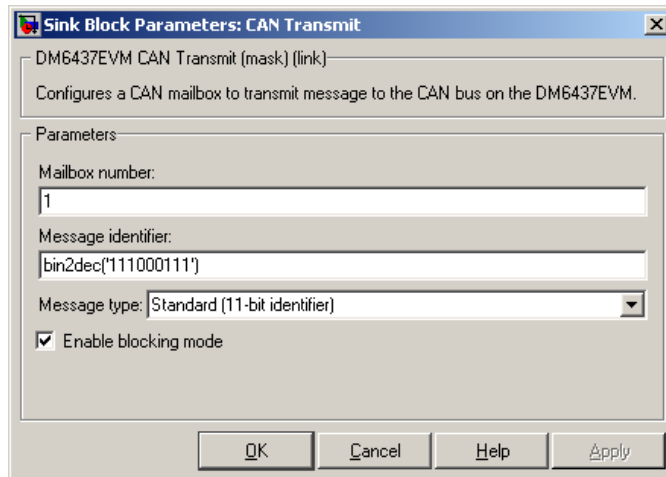 Sink Block Parameters: CAN Transmit
DM6437EVM CAN Transmit (mask) (link)
Configures a CAN mailbox to transmit message to the CAN bus on the DM6437EVM.
Parameters
Mailbox number:
1
Message identifier:
bin2dec('111000111')
Message type: Standard (11-bit identifier)
Enable blocking mode
OK Cancel Help Apply